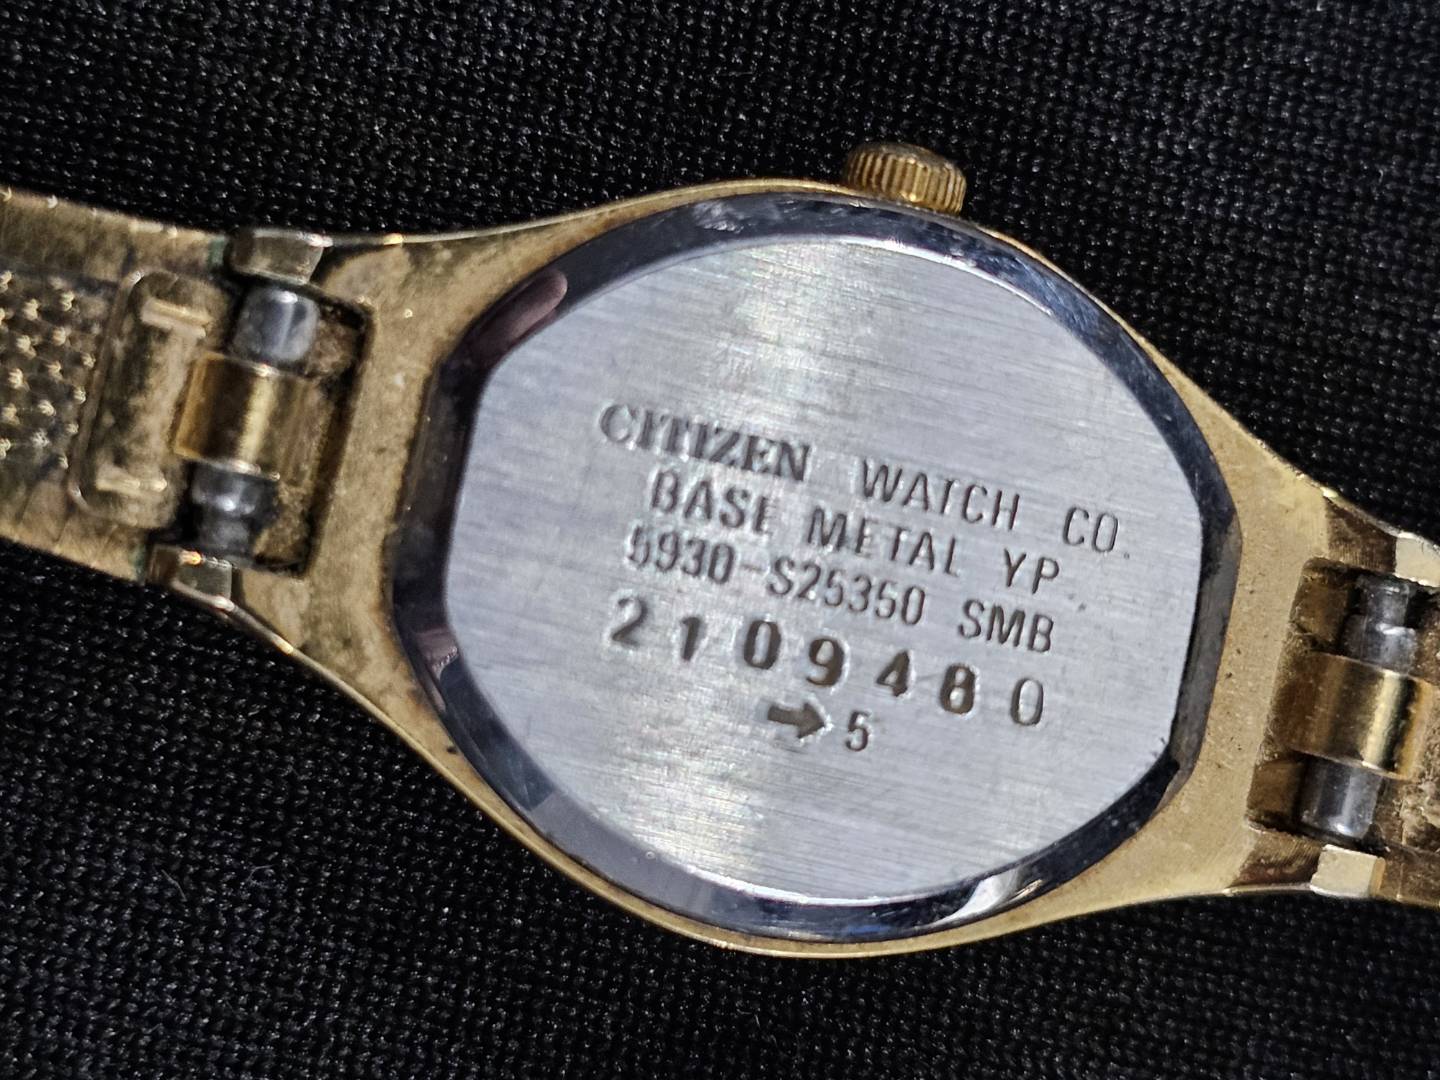 CITIZEN WATCH CO.
BASE METAL YP
5930-S25350 SMB
2109480
→5